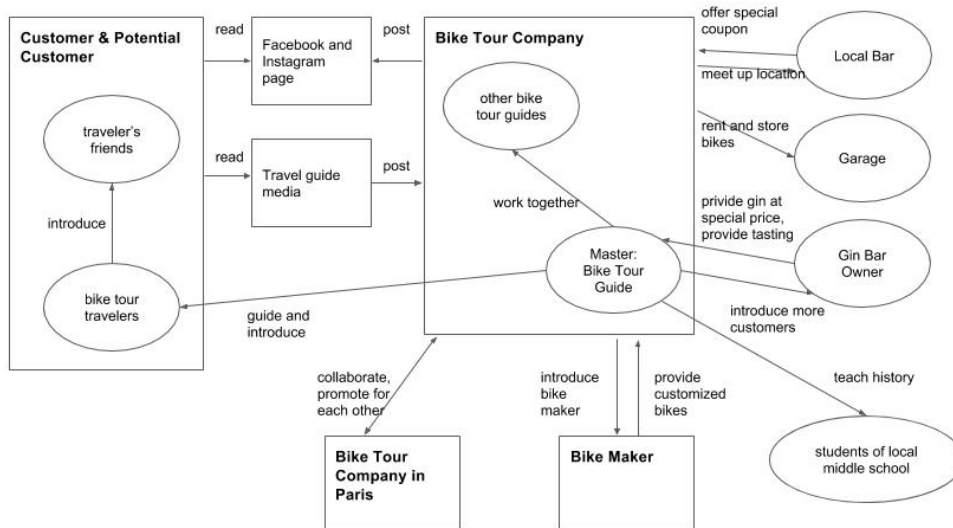 Customer & Potential
Customer
traveler's
friends
introduce
bike tour
travelers
read
Facebook and
Instagram
page
post
read
Travel guide
media
post
Bike Tour Company
other bike
tour guides
work together
Master:
Bike Tour
Guide
guide and
introduce
offer special
coupon
meet up location
Local Bar
rent and store
bikes
Garage
privide gin at
special price,
provide tasting
Gin Bar
Owner
introduce more
customers
teach history
students of local
middle school
collaborate,
promote for
each other
Bike Tour
Company in
Paris
introduce
bike
maker
provide
customized
bikes
Bike Maker